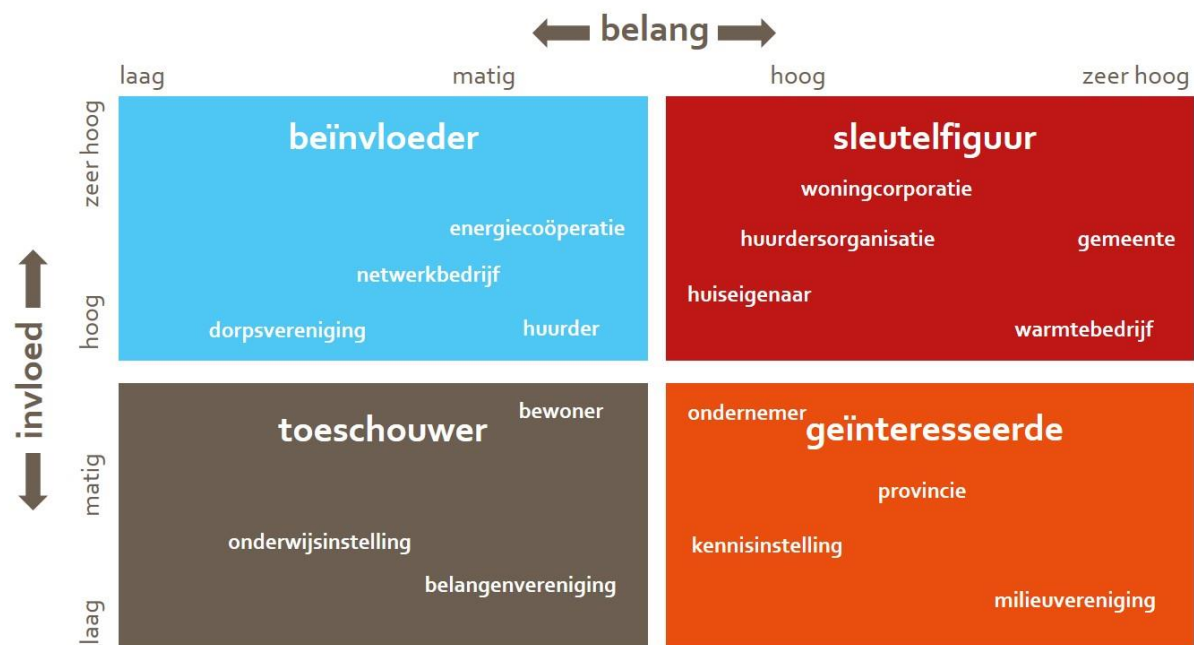 belang
laag matig hoog zeer hoog
invloed
zeer hoog
hoog
matig
laag
beïnvloeder
energiecoöperatie
netwerkbedrijf
dorpsvereniging huurder
sleutelfiguur
woningcorporatie
huurdersorganisatie gemeente
huiseigenaar
warmtebedrijf
bewoner
toeschouwer
onderwijsinstelling
belangenvereniging
ondernemer
geïnteresseerde
provincie
kennisinstelling
milieuvereniging